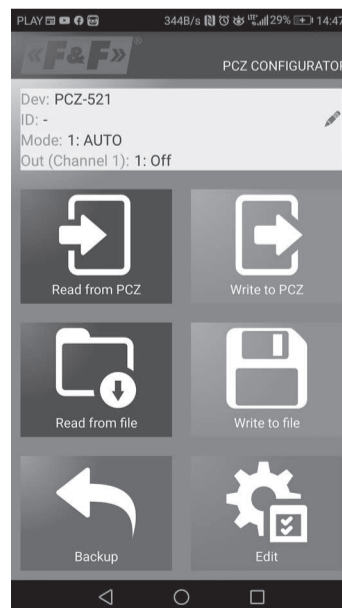 PLAY 344B/s LTE+ 29% 14:47
«F&F»®
PCZ CONFIGURATOR
Dev: PCZ-521
ID: -
Mode: 1: AUTO
Out (Channel 1): 1: Off
Read from PCZ Write to PCZ
Read from file Write to file
Backup Edit